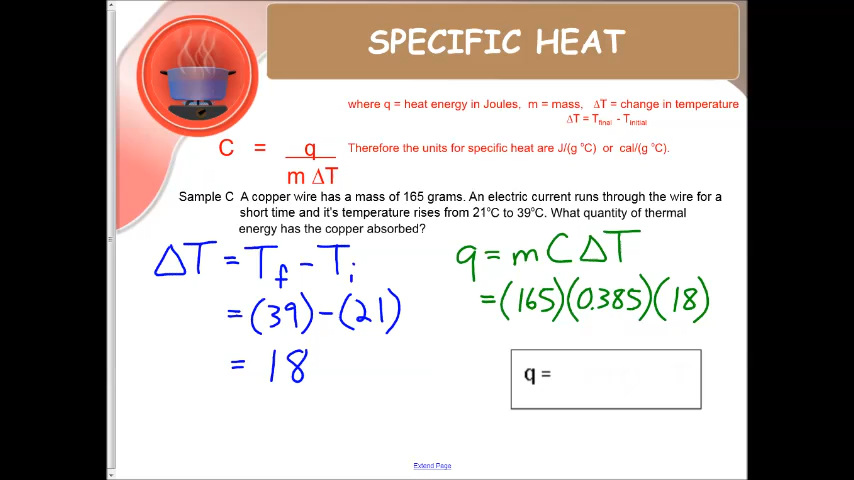 SPECIFIC HEAT
where q = heat energy in Joules, m = mass, ΔT = change in temperature
ΔT = Tfinal - Tinitial
C = q / m ΔT
Therefore the units for specific heat are J/(g °C) or cal/(g °C).
Sample C A copper wire has a mass of 165 grams. An electric current runs through the wire for a
short time and it's temperature rises from 21°C to 39°C. What quantity of thermal
energy has the copper absorbed?
ΔT = Tf - Ti
= (39) - (21)
= 18
q = m C ΔT
= (165)(0.385)(18)
q =
Extend Page